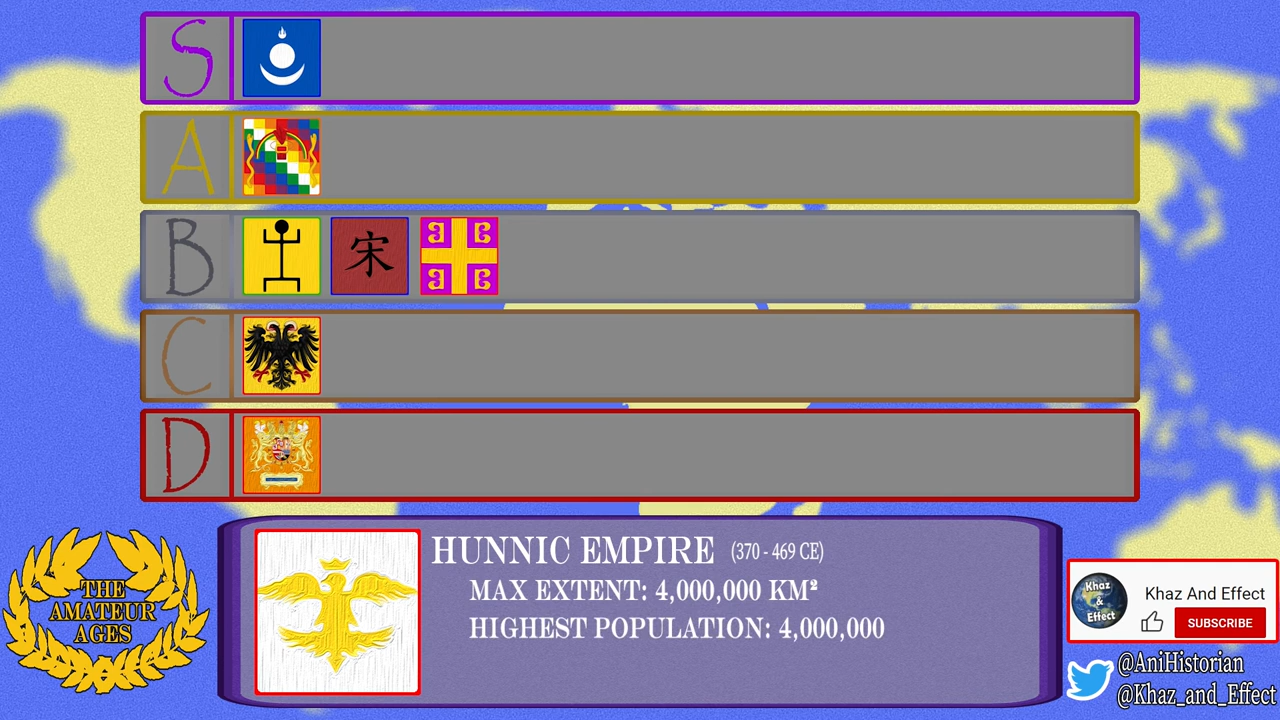 S
A
B
宋
C
D
HUNNIC EMPIRE (370 - 469 CE)
MAX EXTENT: 4,000,000 KM²
HIGHEST POPULATION: 4,000,000
THE
AMATEUR
AGES
Khaz
&
Effect
Khaz And Effect
SUBSCRIBE
@AniHistorian
@Khaz_and_Effect